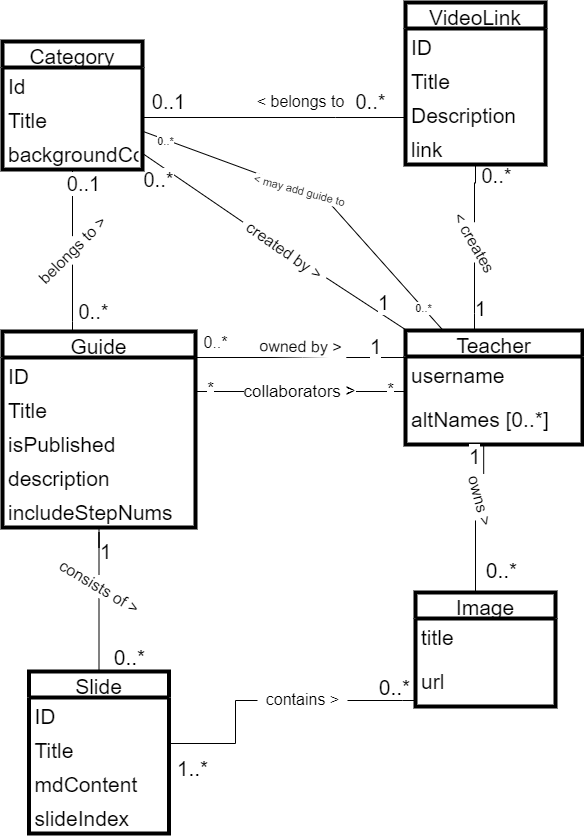 VideoLink
ID
Title
Description
link
Category
Id
Title
backgroundCc
0..1
< belongs to
0..*
0..*
< may add guide to
0..*
0..*
created by >
1
0..*
< creates
1
0..1
belongs to >
0..*
Guide
ID
Title
isPublished
description
includeStepNums
0..*
owned by >
1
*
collaborators >
*
Teacher
username
altNames [0..*]
1
owns >
0..*
1
consists of >
0..*
Image
title
url
Slide
ID
Title
mdContent
slideIndex
1..*
contains >
0..*